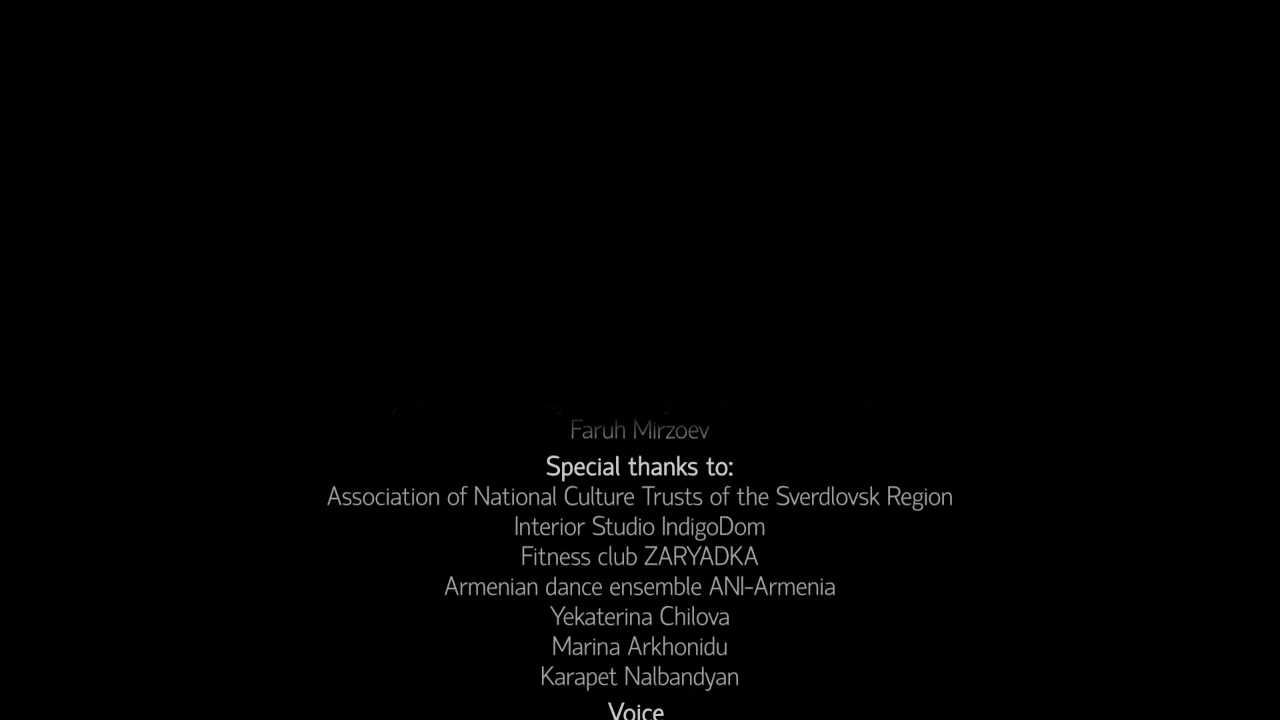 Faruh Mirzoev
Special thanks to:
Association of National Culture Trusts of the Sverdlovsk Region
Interior Studio IndigoDom
Fitness club ZARYADKA
Armenian dance ensemble ANI-Armenia
Yekaterina Chilova
Marina Arkhonidu
Karapet Nalbandyan
Voice